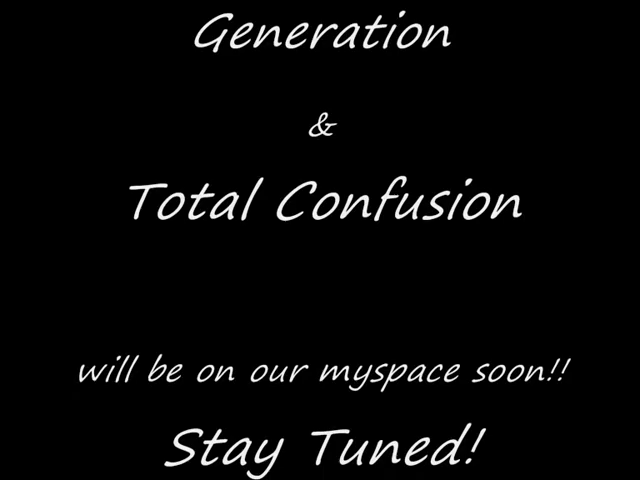 Generation
&
Total Confusion
will be on our myspace soon!!
Stay Tuned!